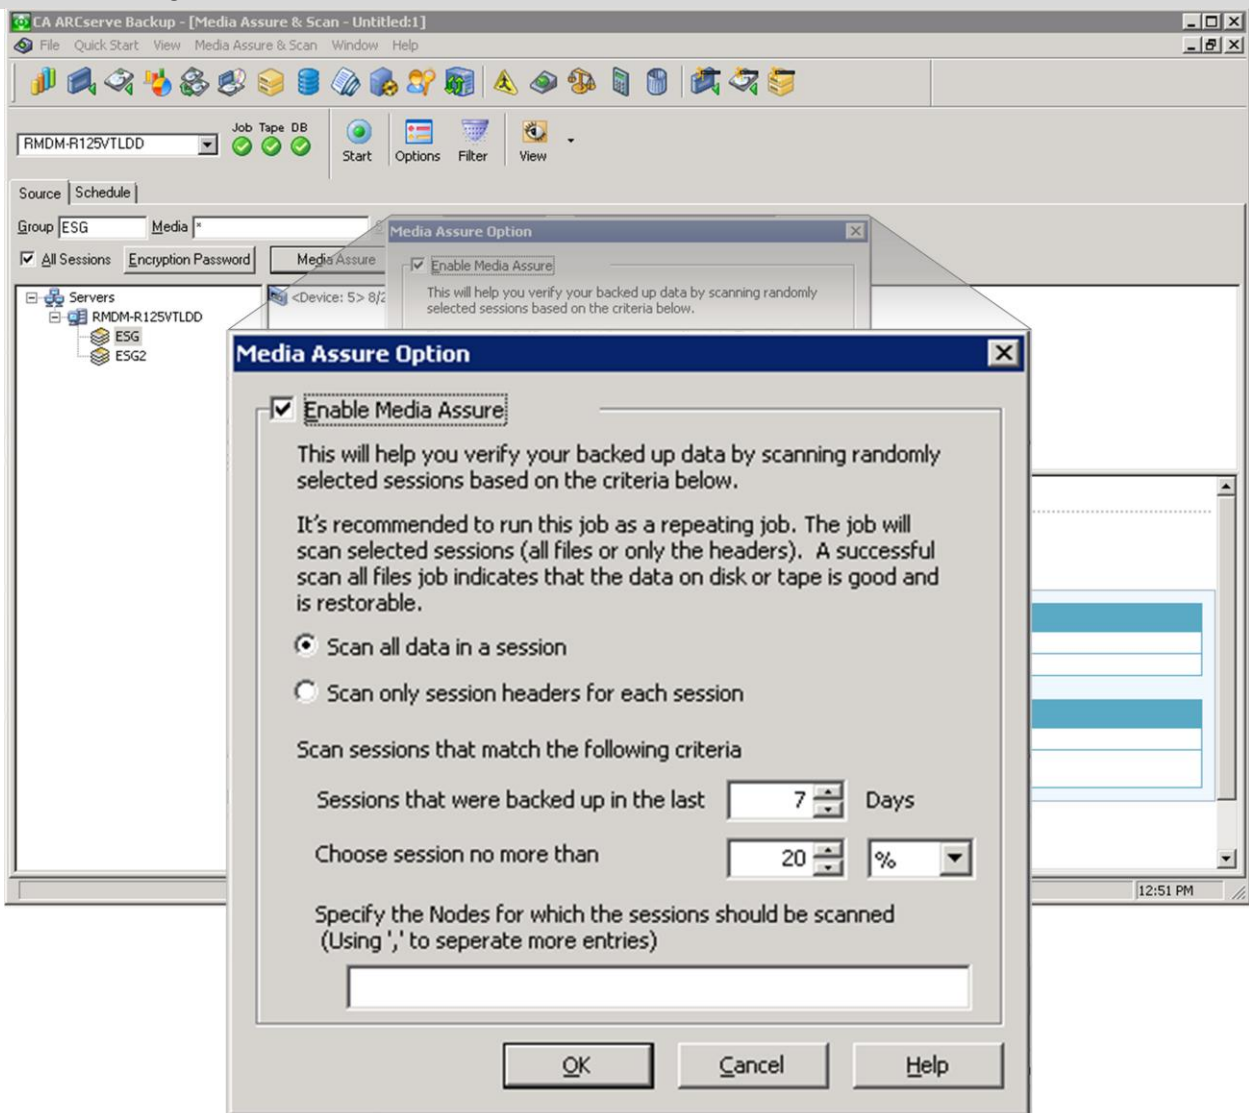 CA ARCserve Backup - [Media Assure & Scan - Untitled:1]
File Quick Start View Media Assure & Scan Window Help
RMDM-R125VTLDD
Job Tape DB
Start Options Filter View
Source Schedule
Group ESG Media *
All Sessions Encryption Password Media Assure
Servers
RMDM-R125VTLDD
ESG
ESG2
<Device: 5> 8/2
Media Assure Option
Enable Media Assure
This will help you verify your backed up data by scanning randomly
selected sessions based on the criteria below.
Media Assure Option
Enable Media Assure
This will help you verify your backed up data by scanning randomly
selected sessions based on the criteria below.
It's recommended to run this job as a repeating job. The job will
scan selected sessions (all files or only the headers). A successful
scan all files job indicates that the data on disk or tape is good and
is restorable.
Scan all data in a session
Scan only session headers for each session
Scan sessions that match the following criteria
Sessions that were backed up in the last 7 Days
Choose session no more than 20 %
Specify the Nodes for which the sessions should be scanned
(Using ',' to seperate more entries)
OK Cancel Help
12:51 PM